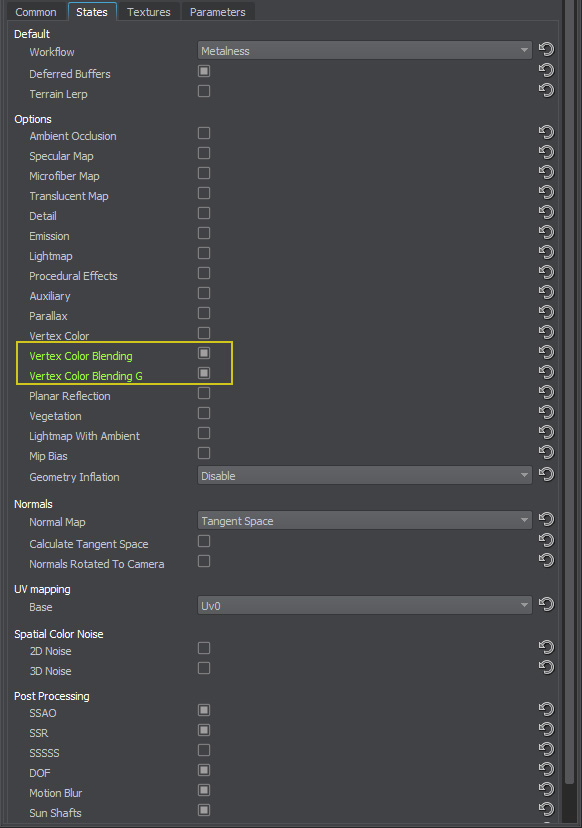 Common States Textures Parameters
Default
Workflow Metalness
Deferred Buffers
Terrain Lerp
Options
Ambient Occlusion
Specular Map
Microfiber Map
Translucent Map
Detail
Emission
Lightmap
Procedural Effects
Auxiliary
Parallax
Vertex Color
Vertex Color Blending
Vertex Color Blending G
Planar Reflection
Vegetation
Lightmap With Ambient
Mip Bias
Geometry Inflation Disable
Normals
Normal Map Tangent Space
Calculate Tangent Space
Normals Rotated To Camera
UV mapping
Base Uv0
Spatial Color Noise
2D Noise
3D Noise
Post Processing
SSAO
SSR
SSSSS
DOF
Motion Blur
Sun Shafts